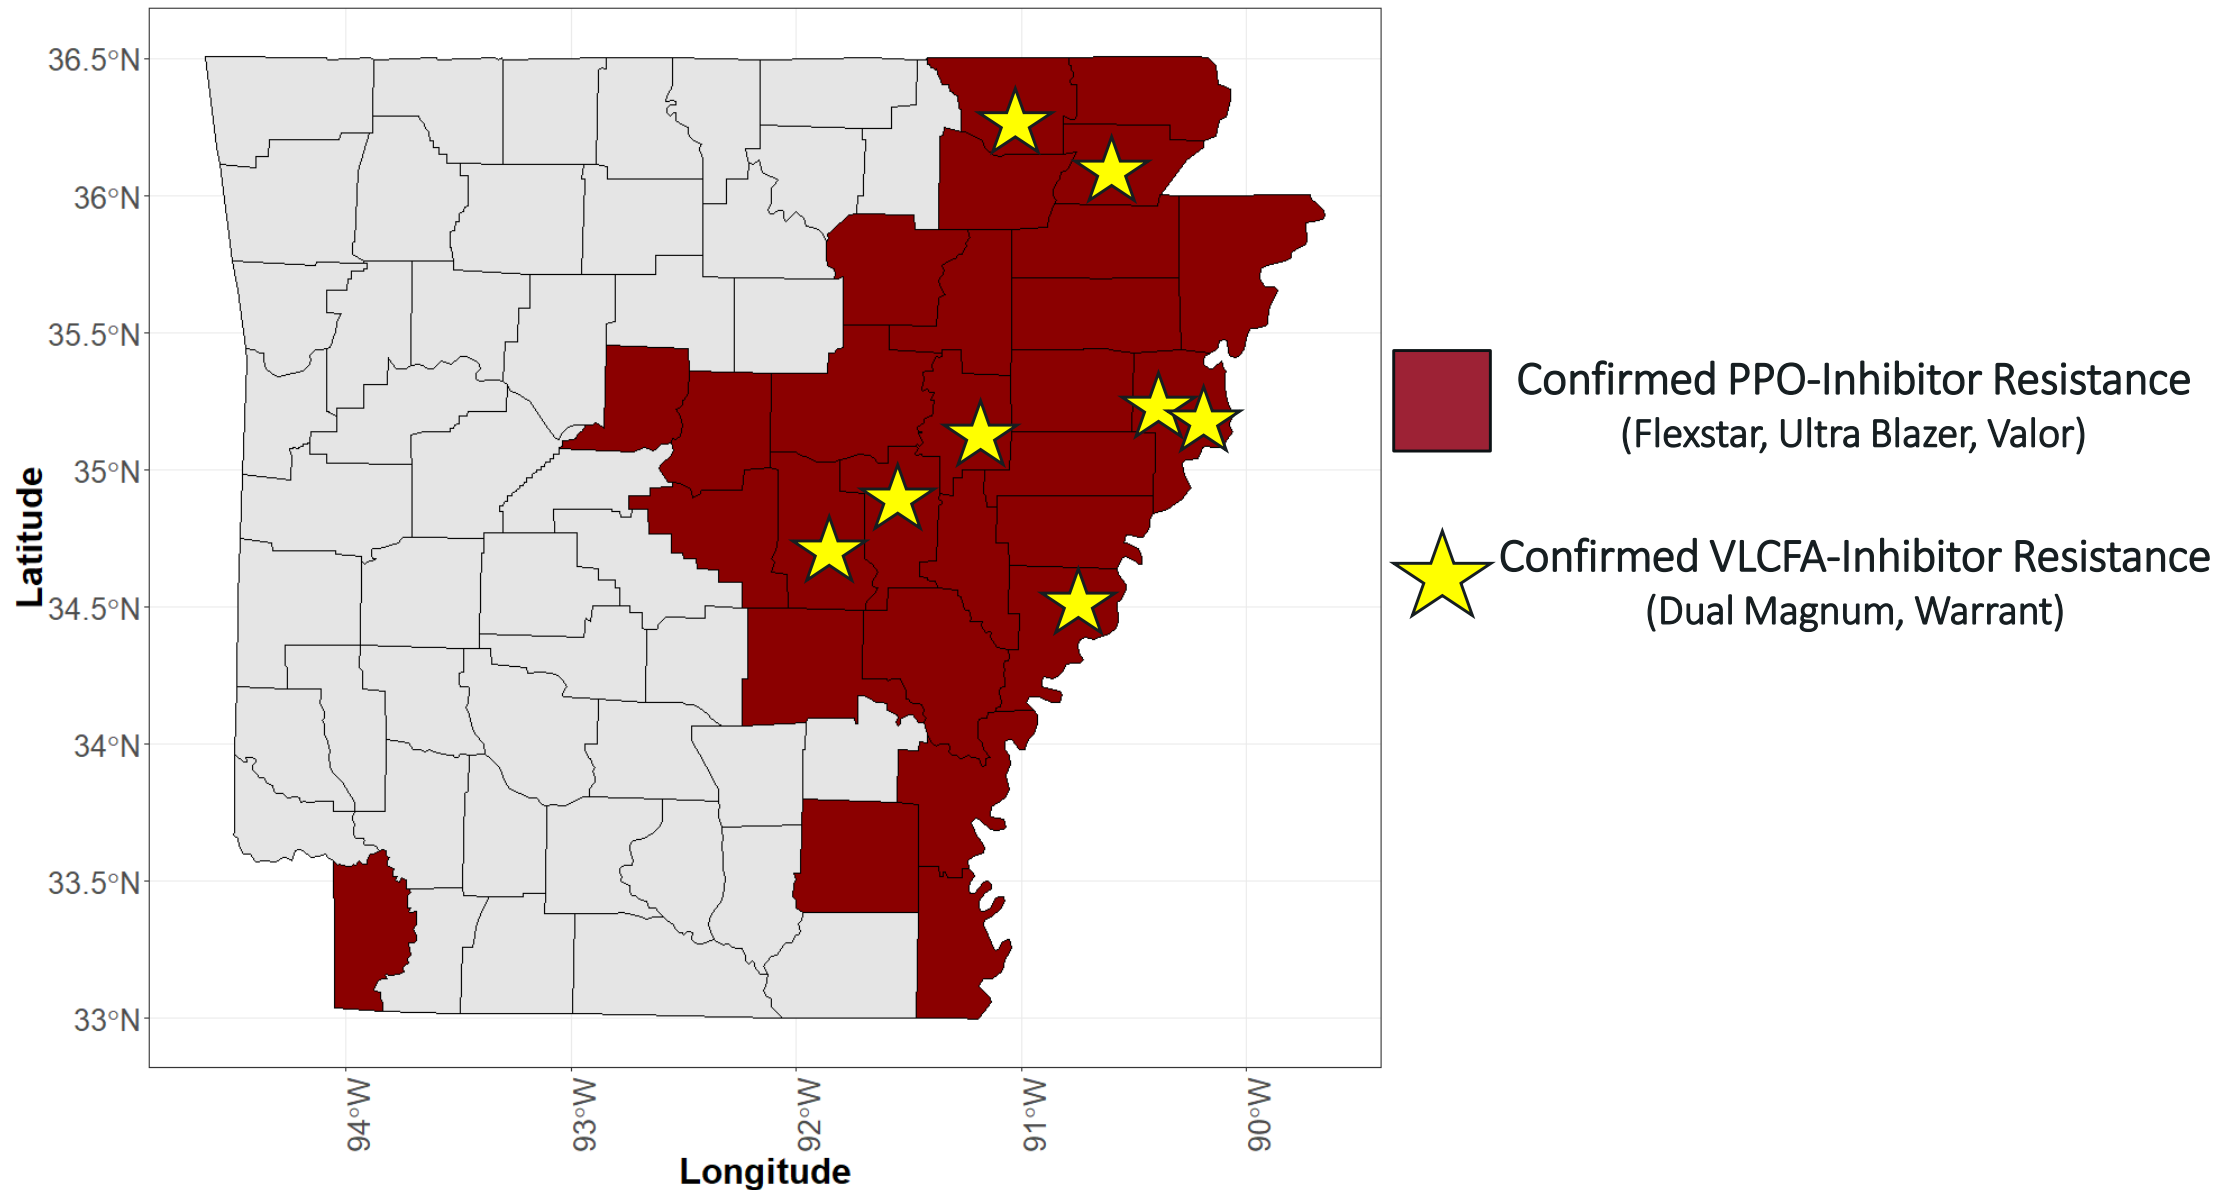 36.5°N
36°N
35.5°N
35°N
34.5°N
34°N
33.5°N
33°N
Latitude
94°W
93°W
92°W
91°W
90°W
Longitude
Confirmed PPO-Inhibitor Resistance
(Flexstar, Ultra Blazer, Valor)
Confirmed VLCFA-Inhibitor Resistance
(Dual Magnum, Warrant)